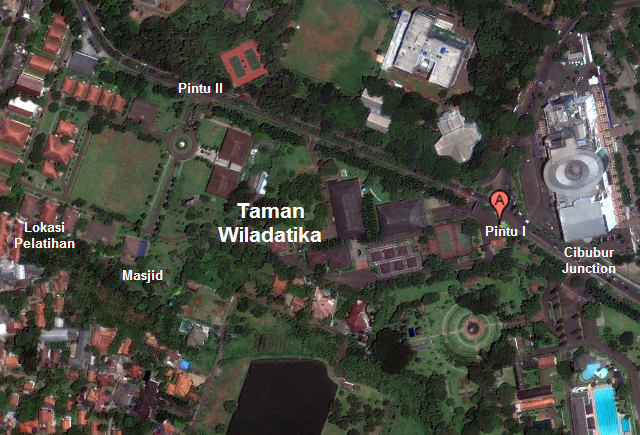 Pintu II
Taman
Wiladatika
A
Pintu I
Lokasi
Pelatihan
Cibubur
Junction
Masjid